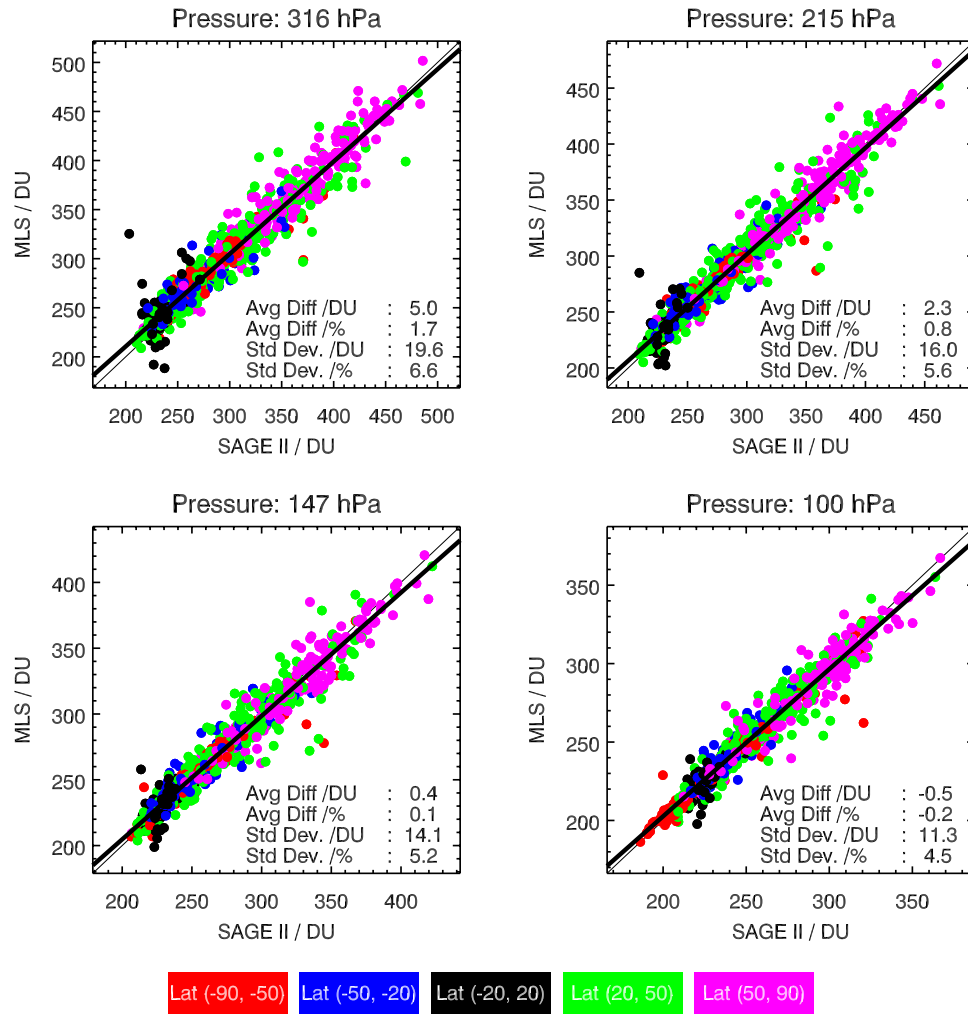 Pressure: 316 hPa
MLS / DU
500
450
400
350
300
250
200
Avg Diff /DU : 5.0
Avg Diff /% : 1.7
Std Dev. /DU : 19.6
Std Dev. /% : 6.6
200 250 300 350 400 450 500
SAGE II / DU
Pressure: 215 hPa
MLS / DU
450
400
350
300
250
200
Avg Diff /DU : 2.3
Avg Diff /% : 0.8
Std Dev. /DU : 16.0
Std Dev. /% : 5.6
200 250 300 350 400 450
SAGE II / DU
Pressure: 147 hPa
MLS / DU
400
350
300
250
200
Avg Diff /DU : 0.4
Avg Diff /% : 0.1
Std Dev. /DU : 14.1
Std Dev. /% : 5.2
200 250 300 350 400
SAGE II / DU
Pressure: 100 hPa
MLS / DU
350
300
250
200
Avg Diff /DU : -0.5
Avg Diff /% : -0.2
Std Dev. /DU : 11.3
Std Dev. /% : 4.5
200 250 300 350
SAGE II / DU
Lat (-90, -50) Lat (-50, -20) Lat (-20, 20) Lat (20, 50) Lat (50, 90)